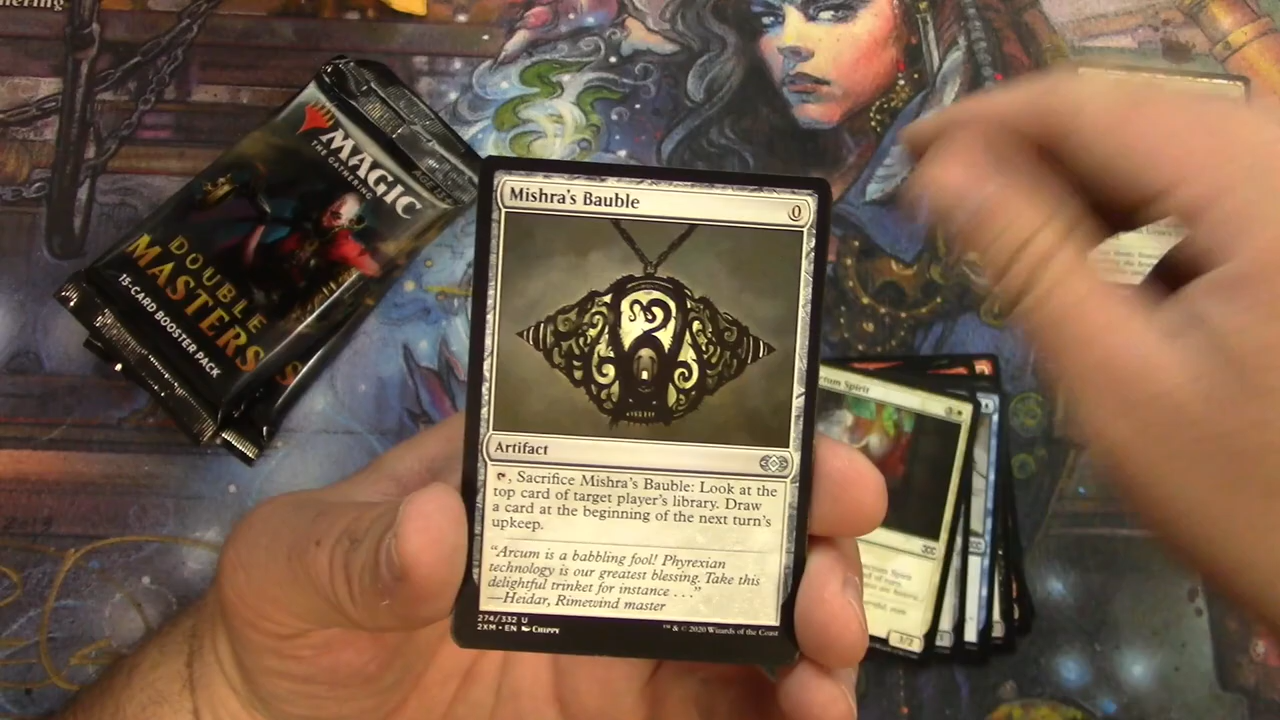 MAGIC
THE GATHERING
DOUBLE
MASTERS
15-CARD BOOSTER PACK
Mishra's Bauble
0
Artifact
, Sacrifice Mishra's Bauble: Look at the
top card of target player's library. Draw
a card at the beginning of the next turn's
upkeep.
"Arcum is a babbling fool! Phyrexian
technology is our greatest blessing. Take this
delightful trinket for instance . . ."
—Heidar, Rimewind master
274/332 U
2XM • EN CHIPPY
™ & © 2020 Wizards of the Coast
Spirit
3
Spirit
3/2